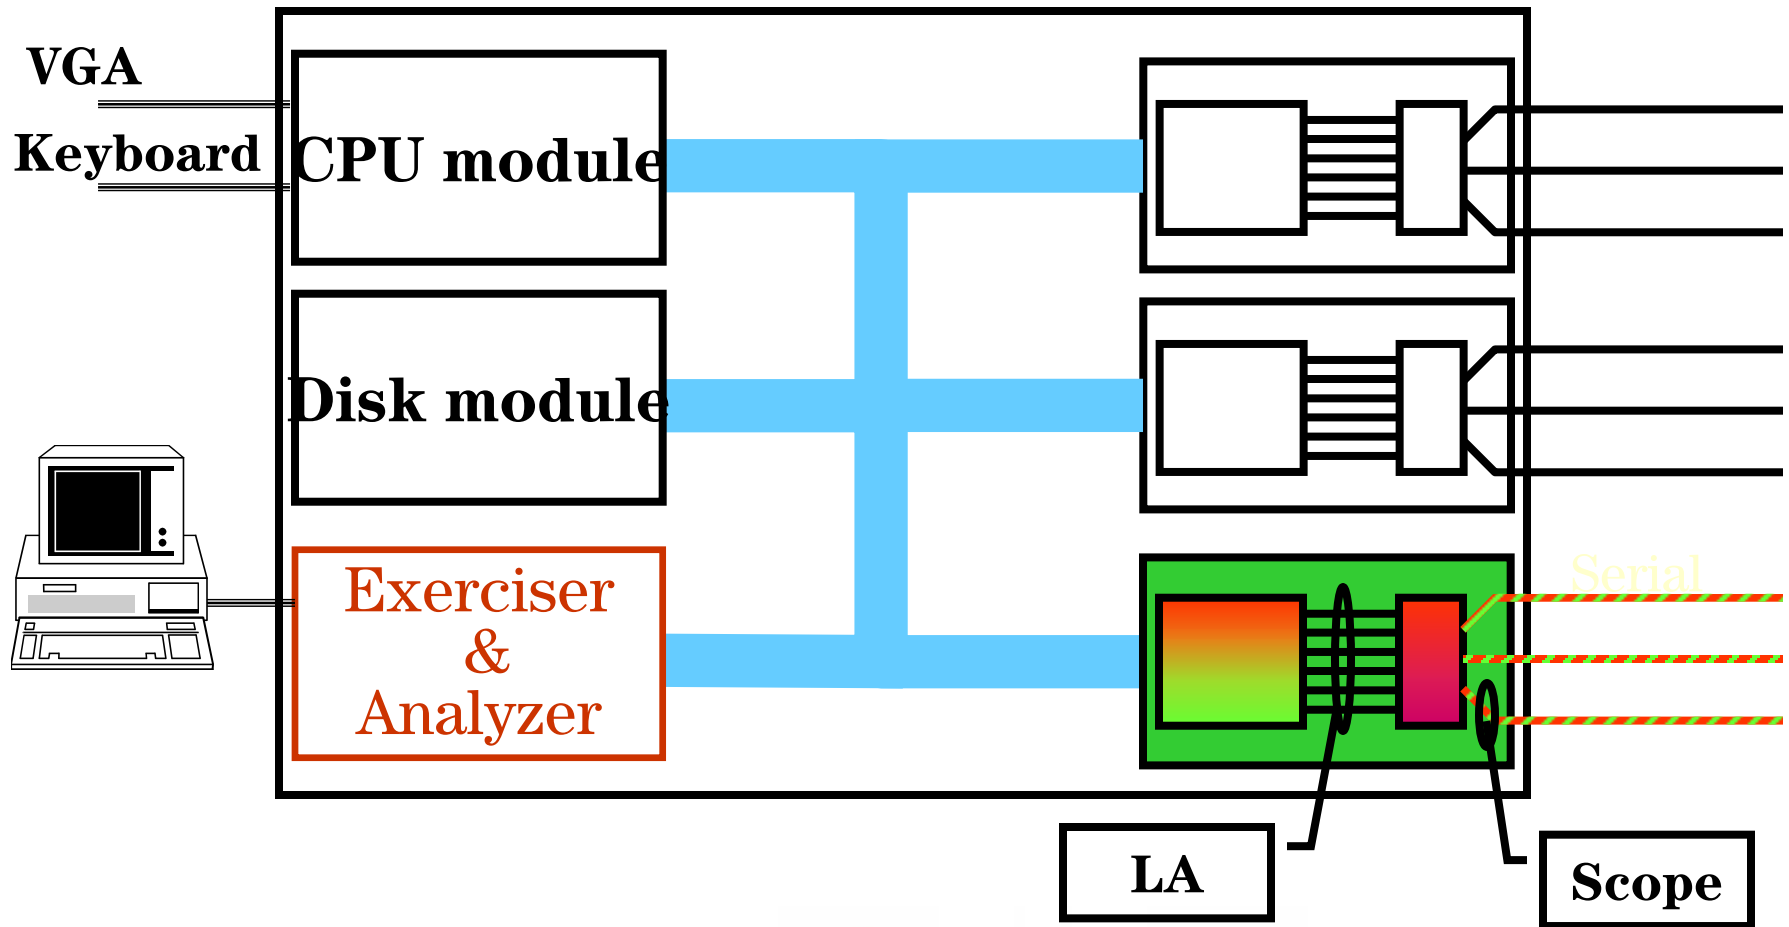 VGA
Keyboard
CPU module
Disk module
Exerciser
&
Analyzer
Serial
LA
Scope